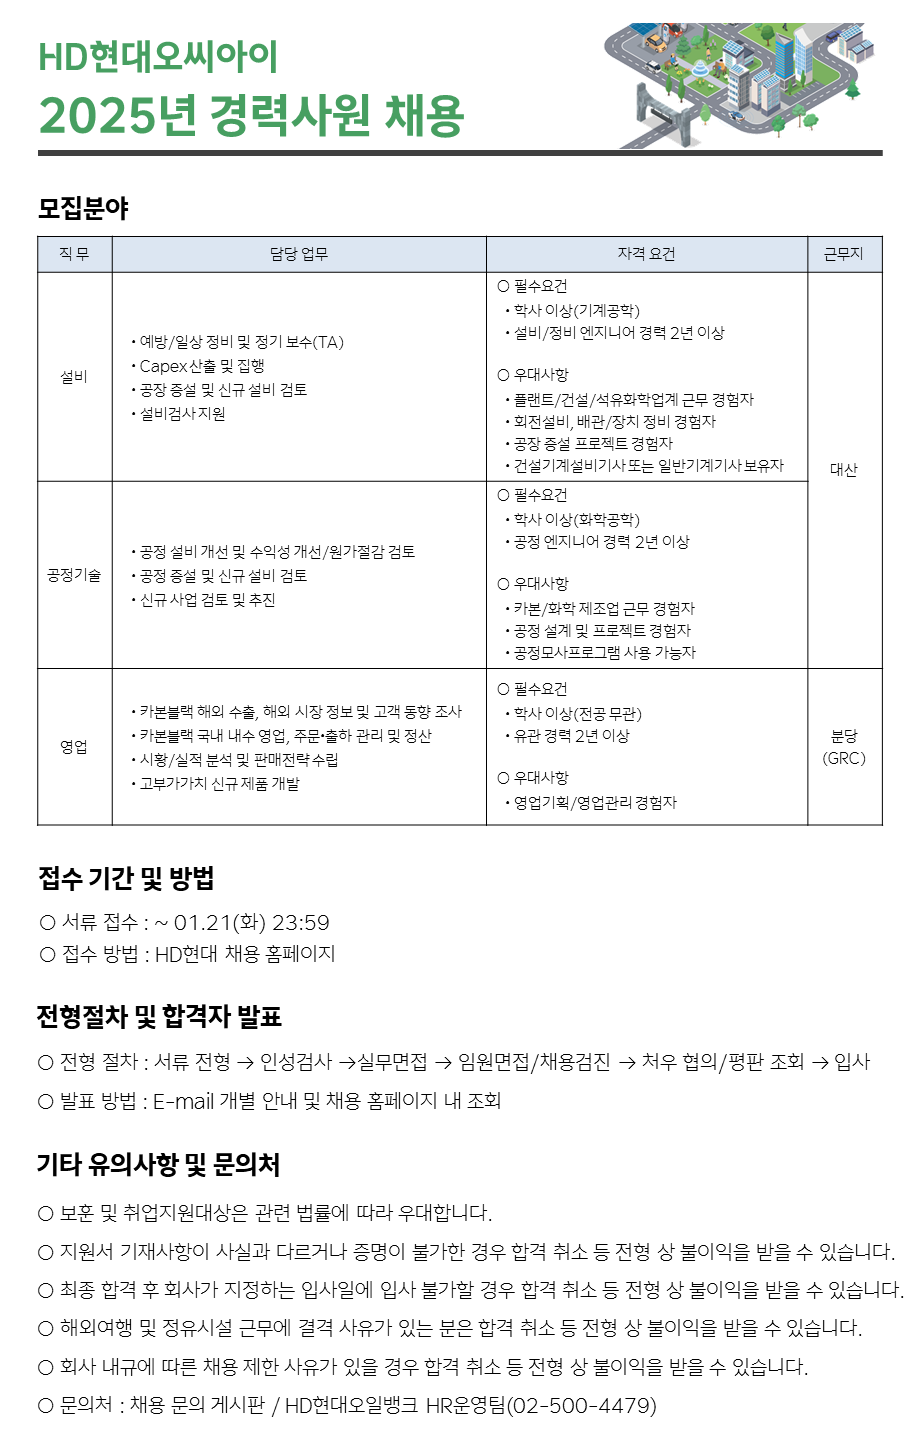 HD현대오씨아이
2025년 경력사원 채용
모집분야
직 무
담당 업무
자격 요건
근무지
설비
• 예방/일상 정비 및 정기 보수(TA)
• Capex 산출 및 집행
• 공장 증설 및 신규 설비 검토
• 설비검사 지원
○ 필수요건
• 학사 이상(기계공학)
• 설비/정비 엔지니어 경력 2년 이상
○ 우대사항
• 플랜트/건설/석유화학업계 근무 경험자
• 회전설비, 배관/장치 정비 경험자
• 공장 증설 프로젝트 경험자
• 건설기계설비기사 또는 일반기계기사 보유자
대산
공정기술
• 공정 설비 개선 및 수익성 개선/원가절감 검토
• 공정 증설 및 신규 설비 검토
• 신규 사업 검토 및 추진
○ 필수요건
• 학사 이상(화학공학)
• 공정 엔지니어 경력 2년 이상
○ 우대사항
• 카본/화학 제조업 근무 경험자
• 공정 설계 및 프로젝트 경험자
• 공정모사프로그램 사용 가능자
영업
• 카본블랙 해외 수출, 해외 시장 정보 및 고객 동향 조사
• 카본블랙 국내 내수 영업, 주문•출하 관리 및 정산
• 시황/실적 분석 및 판매전략 수립
• 고부가가치 신규 제품 개발
○ 필수요건
• 학사 이상(전공 무관)
• 유관 경력 2년 이상
○ 우대사항
• 영업기획/영업관리 경험자
분당
(GRC)
접수 기간 및 방법
○ 서류 접수 : ~ 01.21(화) 23:59
○ 접수 방법 : HD현대 채용 홈페이지
전형절차 및 합격자 발표
○ 전형 절차 : 서류 전형 → 인성검사 →실무면접 → 임원면접/채용검진 → 처우 협의/평판 조회 → 입사
○ 발표 방법 : E-mail 개별 안내 및 채용 홈페이지 내 조회
기타 유의사항 및 문의처
○ 보훈 및 취업지원대상은 관련 법률에 따라 우대합니다.
○ 지원서 기재사항이 사실과 다르거나 증명이 불가한 경우 합격 취소 등 전형 상 불이익을 받을 수 있습니다.
○ 최종 합격 후 회사가 지정하는 입사일에 입사 불가할 경우 합격 취소 등 전형 상 불이익을 받을 수 있습니다.
○ 해외여행 및 정유시설 근무에 결격 사유가 있는 분은 합격 취소 등 전형 상 불이익을 받을 수 있습니다.
○ 회사 내규에 따른 채용 제한 사유가 있을 경우 합격 취소 등 전형 상 불이익을 받을 수 있습니다.
○ 문의처 : 채용 문의 게시판 / HD현대오일뱅크 HR운영팀(02-500-4479)